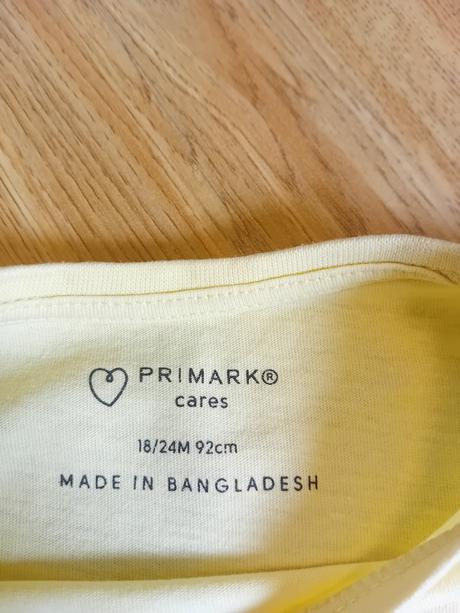 PRIMARK®
cares
18/24M 92cm
MADE IN BANGLADESH